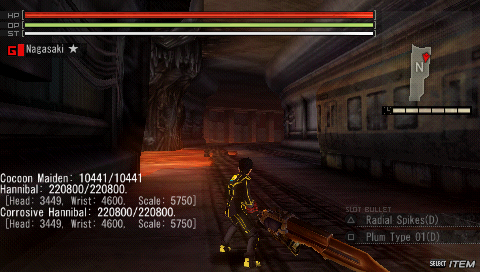 HP
OP
ST
G Nagasaki ★
N
Cocoon Maiden: 10441/10441
Hannibal: 220800/220800.
[Head: 3449, Wrist: 4600. Scale: 5750]
Corrosive Hannibal: 220800/220800.
[Head: 3449, Wrist: 4600. Scale: 5750]
SLOT BULLET
△ Radial Spikes(D)
□ Plum Type 01(D)
SELECT ITEM